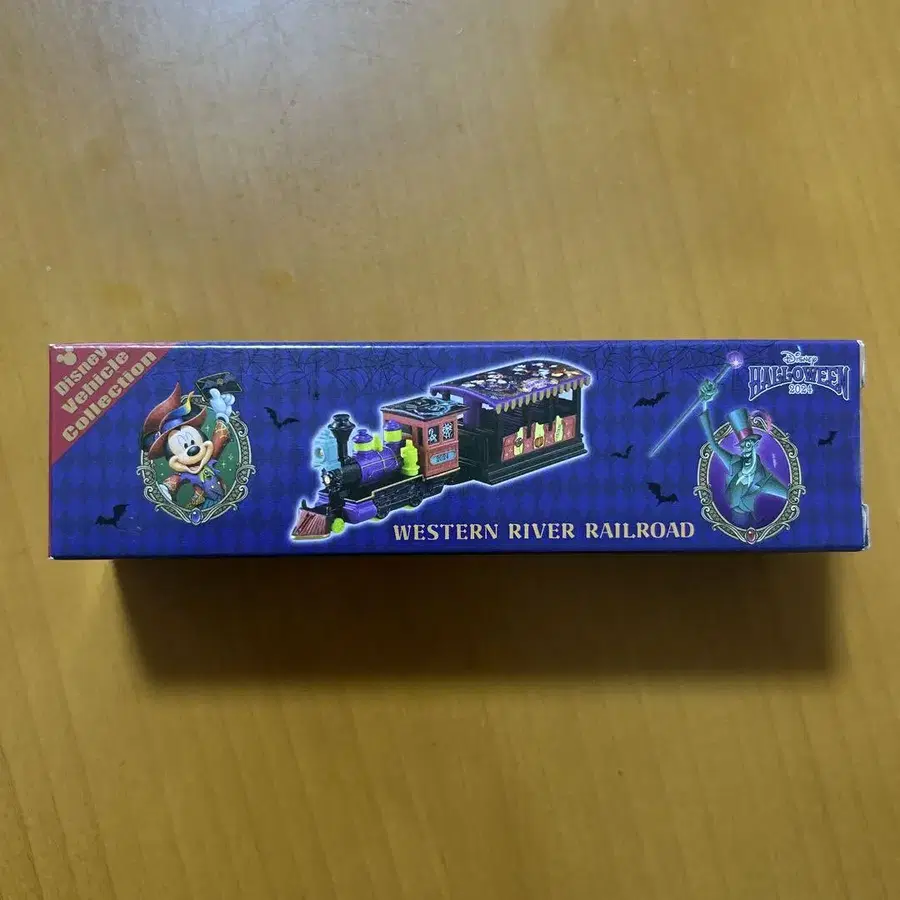 Disney
Vehicle
Collection
Disney
HALLOWEEN
2024
WESTERN RIVER RAILROAD